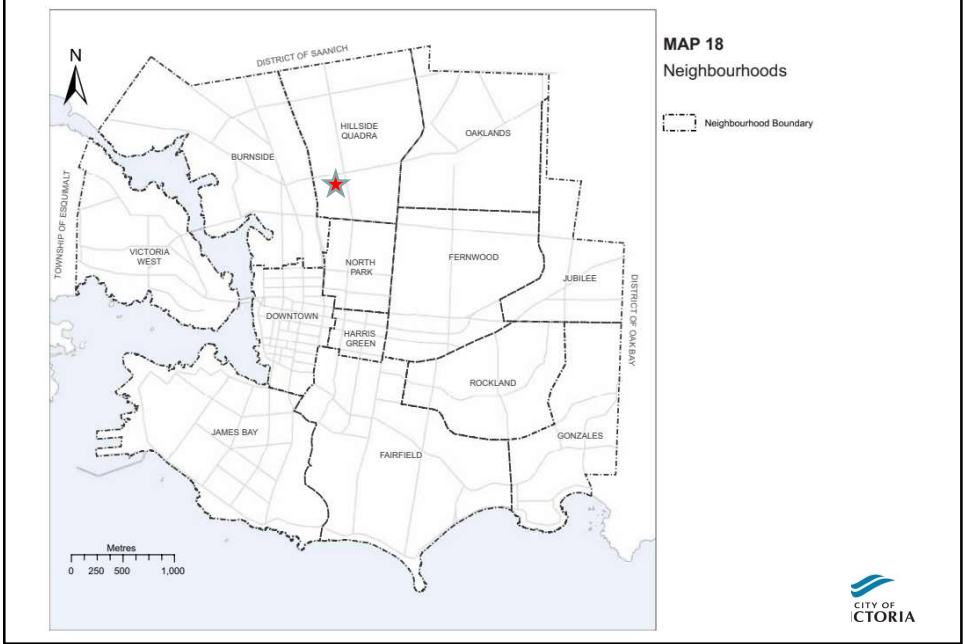 MAP 18
Neighbourhoods
Neighbourhood Boundary
N
DISTRICT OF SAANICH
HILLSIDE
QUADRA
OAKLANDS
BURNSIDE
TOWNSHIP OF ESQUIMALT
VICTORIA
WEST
NORTH
PARK
FERNWOOD
JUBILEE
DISTRICT OF OAK BAY
DOWNTOWN
HARRIS
GREEN
ROCKLAND
JAMES BAY
FAIRFIELD
GONZALES
Metres
0 250 500 1,000
CITY OF
ICTORIA